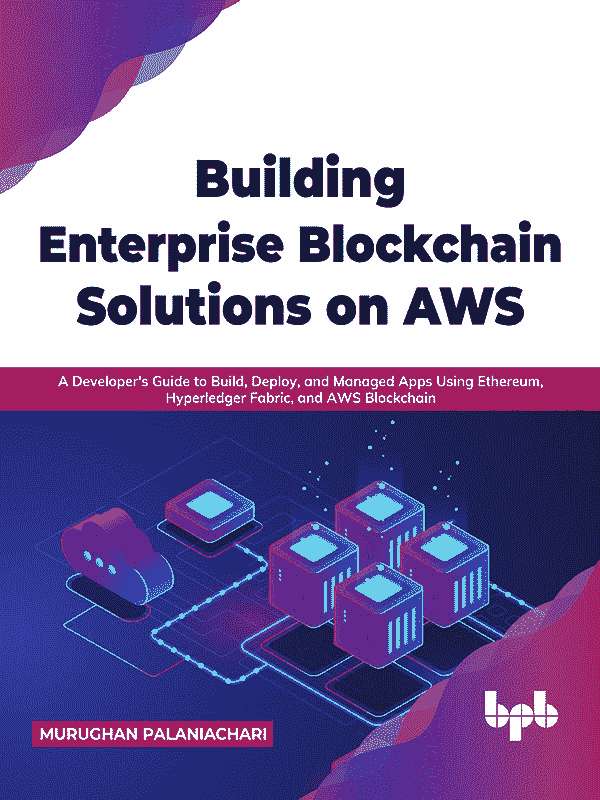 Building
Enterprise Blockchain
Solutions on AWS
A Developer's Guide to Build, Deploy, and Managed Apps Using Ethereum,
Hyperledger Fabric, and AWS Blockchain
MURUGHAN PALANIACHARI
bpb